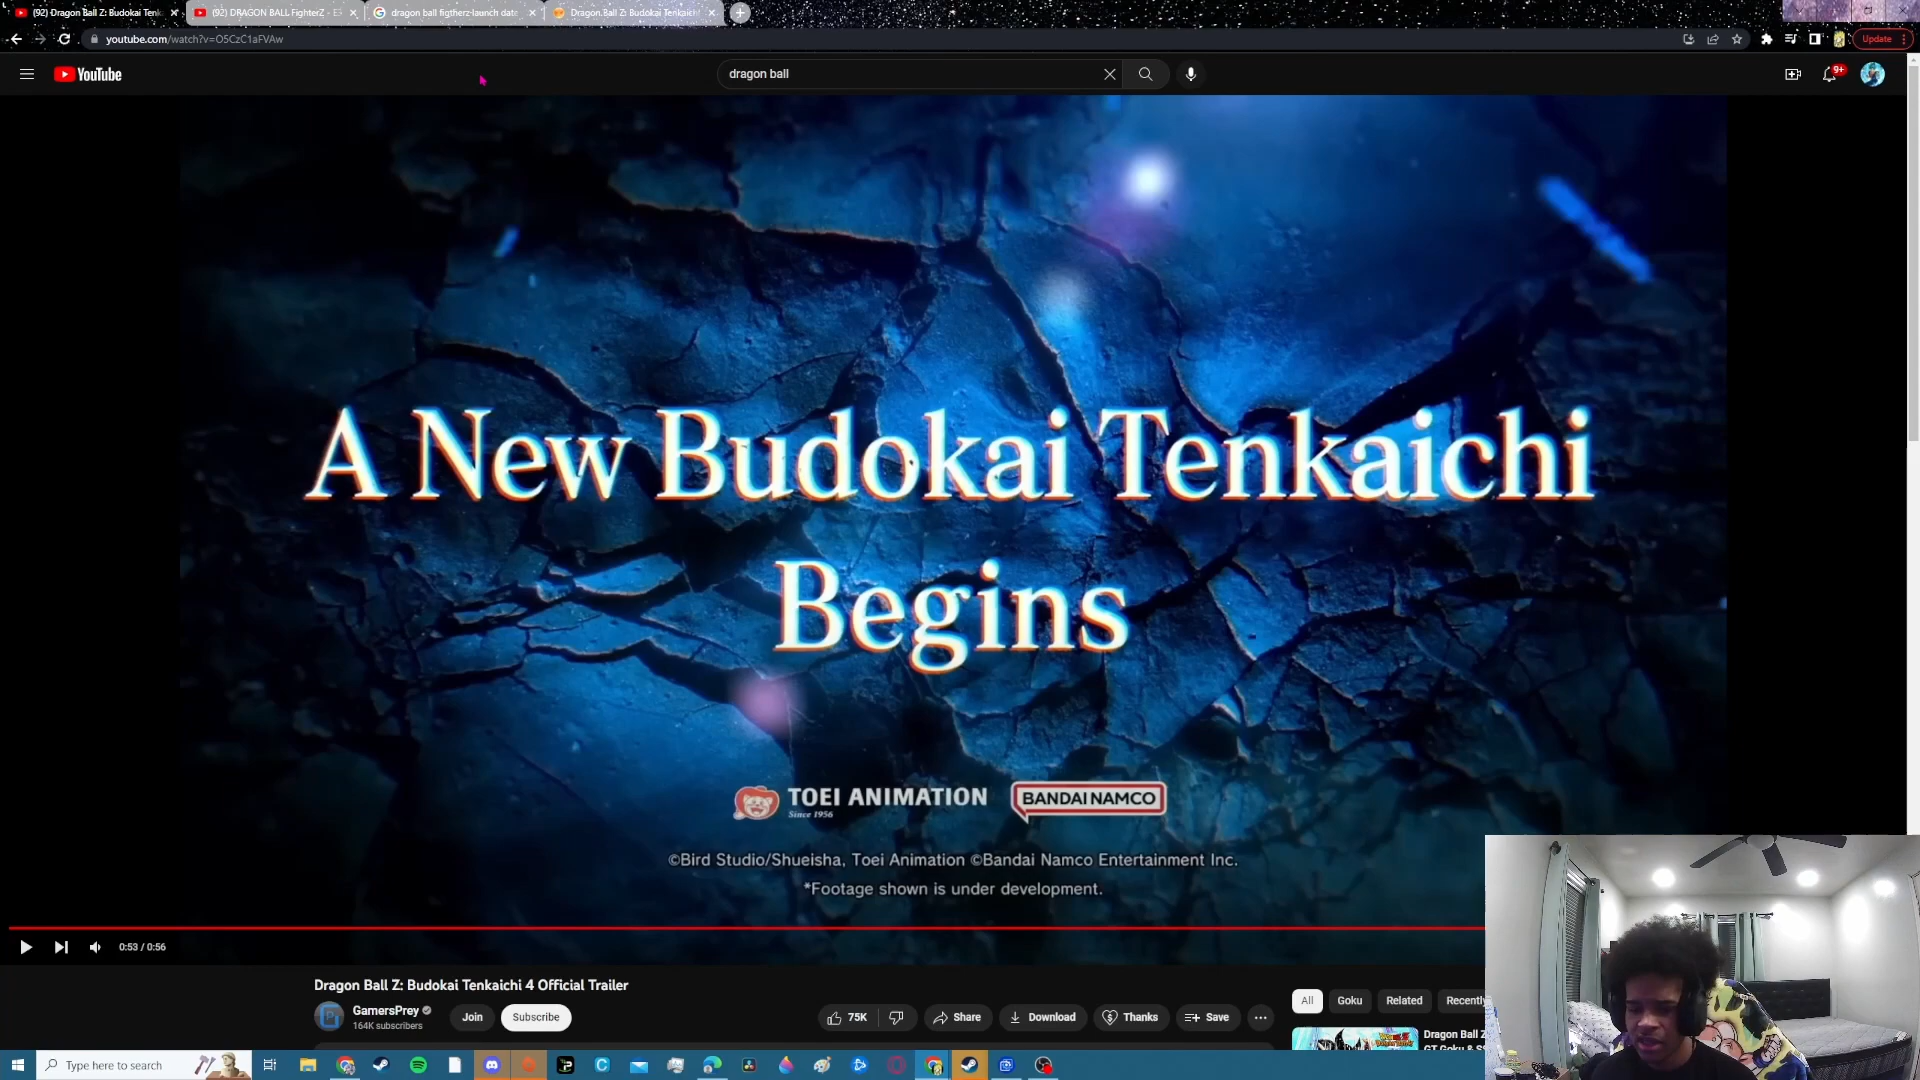 (92) Dragon Ball Z: Budokai Tenk
(92) DRAGON BALL FighterZ - E
dragon ball figtherz launch date
Dragon Ball Z: Budokai Tenkaichi
youtube.com/watch?v=O5CzC1aFVAw
Update
YouTube
dragon ball
9+
A New Budokai Tenkaichi
Begins
TOEI ANIMATION
Since 1956
BANDAI NAMCO
©Bird Studio/Shueisha, Toei Animation ©Bandai Namco Entertainment Inc.
*Footage shown is under development.
0:53 / 0:56
Dragon Ball Z: Budokai Tenkaichi 4 Official Trailer
GamersPrey
164K subscribers
Join
Subscribe
75K
Share
Download
Thanks
Save
All
Goku
Related
Recently
Dragon Ball Z
GT Goku & S
Type here to search